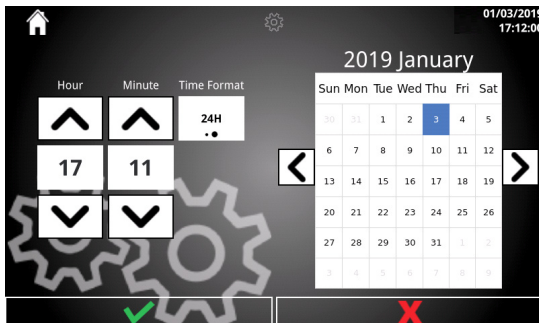 01/03/2019
17:12:00
2019 January
Hour Minute Time Format
24H
17 11
Sun Mon Tue Wed Thu Fri Sat
30 31 1 2 3 4 5
6 7 8 9 10 11 12
13 14 15 16 17 18 19
20 21 22 23 24 25 26
27 28 29 30 31 1 2
3 4 5 6 7 8 9